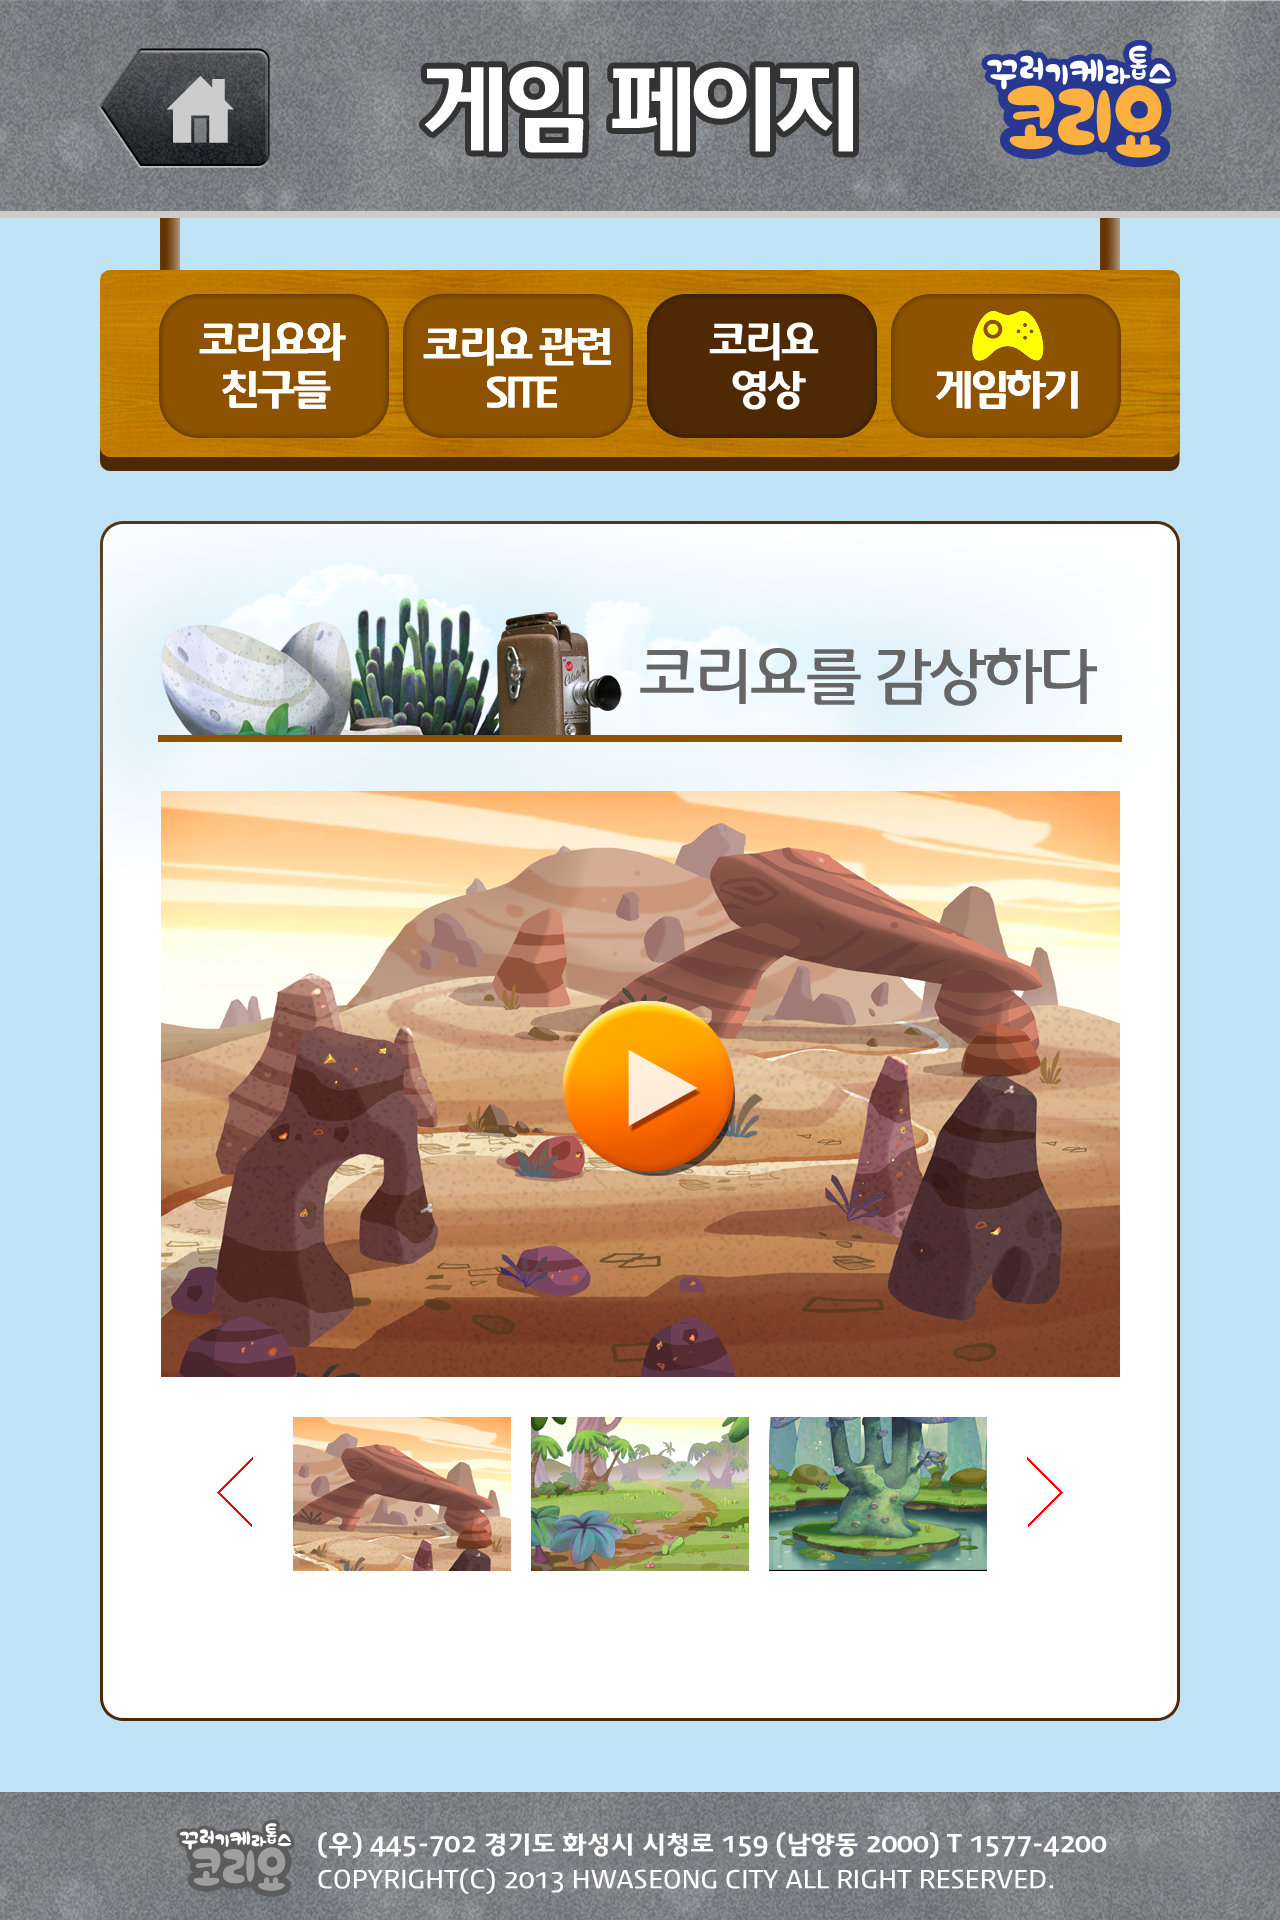 게임 페이지
꾸러기케라톱스
코리요
코리요와
친구들
코리요 관련
SITE
코리요
영상
게임하기
코리요를 감상하다
꾸러기케라톱스
코리요
(우) 445-702 경기도 화성시 시청로 159 (남양동 2000) T 1577-4200
COPYRIGHT(C) 2013 HWASEONG CITY ALL RIGHT RESERVED.